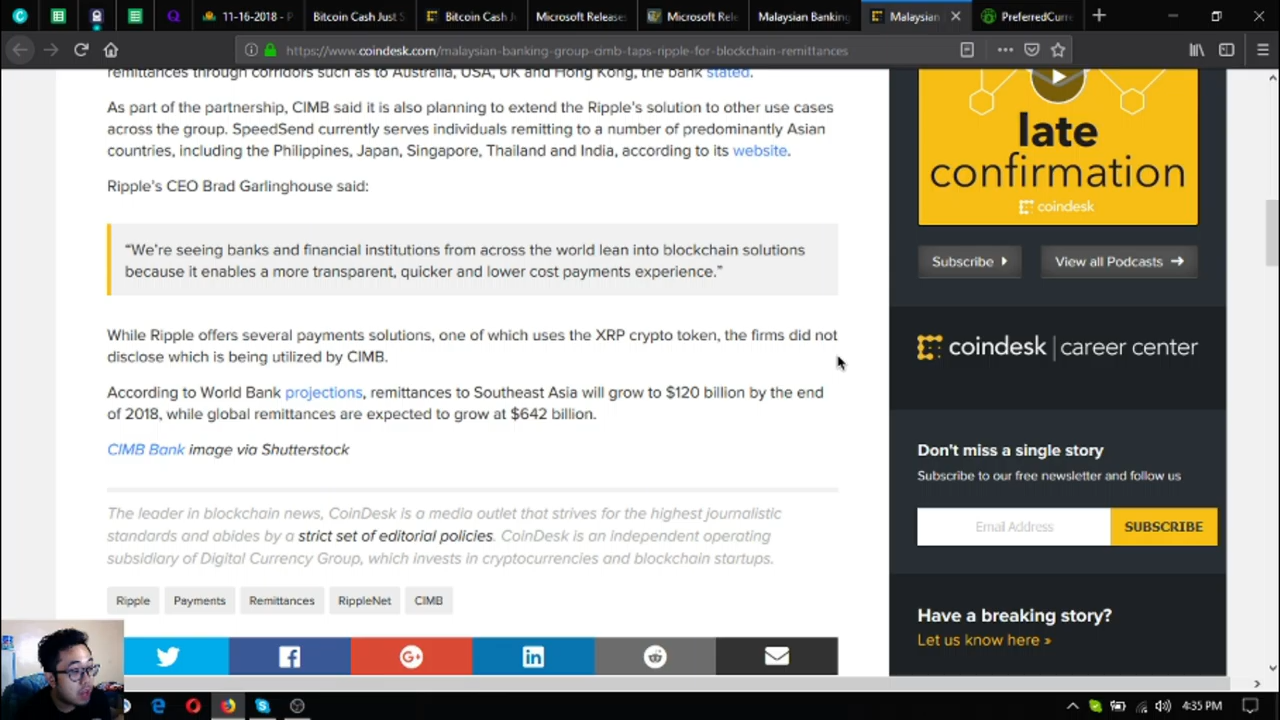 11-16-2018 - P
Bitcoin Cash Just S
Bitcoin Cash J
Microsoft Release
Microsoft Rele
Malaysian Banking
Malaysian
PreferredCurr
https://www.coindesk.com/malaysian-banking-group-cimb-taps-ripple-for-blockchain-remittances
remittances through corridors such as to Australia, USA, UK and Hong Kong, the bank stated.
As part of the partnership, CIMB said it is also planning to extend the Ripple's solution to other use cases
across the group. SpeedSend currently serves individuals remitting to a number of predominantly Asian
countries, including the Philippines, Japan, Singapore, Thailand and India, according to its website.
Ripple's CEO Brad Garlinghouse said:
“We're seeing banks and financial institutions from across the world lean into blockchain solutions
because it enables a more transparent, quicker and lower cost payments experience.”
While Ripple offers several payments solutions, one of which uses the XRP crypto token, the firms did not
disclose which is being utilized by CIMB.
According to World Bank projections, remittances to Southeast Asia will grow to $120 billion by the end
of 2018, while global remittances are expected to grow at $642 billion.
CIMB Bank image via Shutterstock
The leader in blockchain news, CoinDesk is a media outlet that strives for the highest journalistic
standards and abides by a strict set of editorial policies. CoinDesk is an independent operating
subsidiary of Digital Currency Group, which invests in cryptocurrencies and blockchain startups.
Ripple
Payments
Remittances
RippleNet
CIMB
late
confirmation
coindesk
Subscribe
View all Podcasts
coindesk | career center
Don't miss a single story
Subscribe to our free newsletter and follow us
Email Address
SUBSCRIBE
Have a breaking story?
Let us know here »
4:35 PM